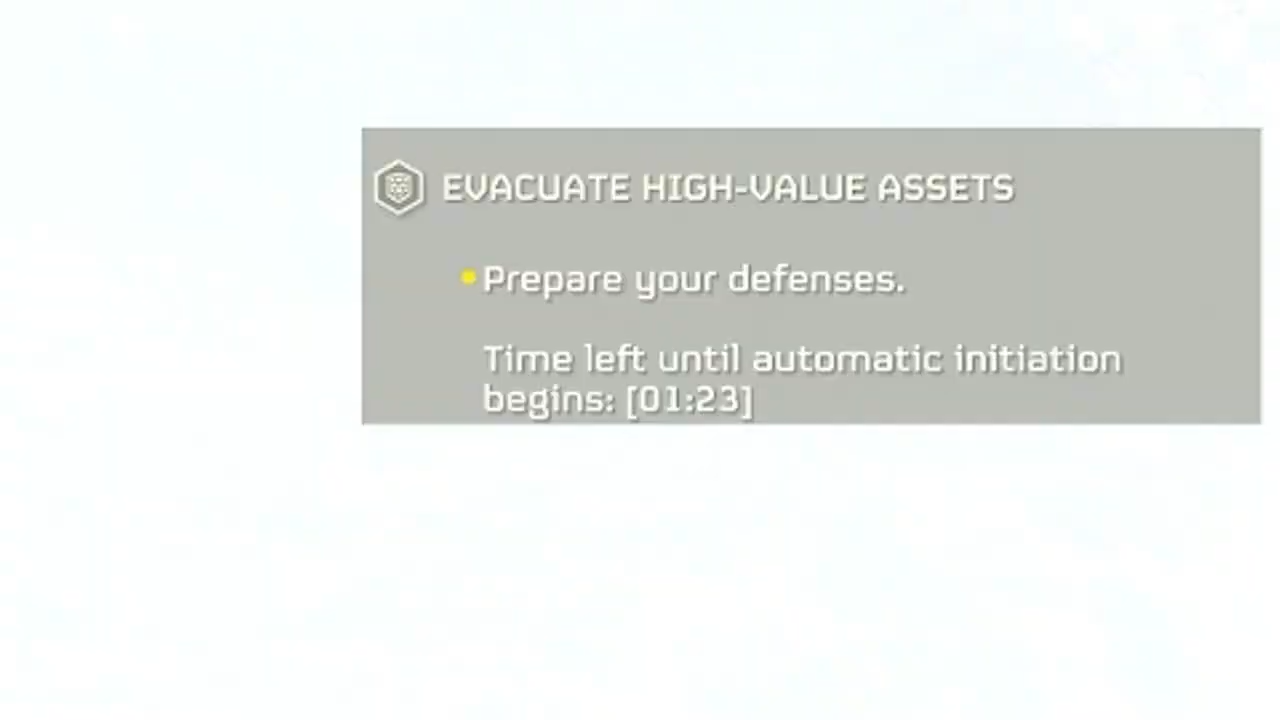 EVACUATE HIGH-VALUE ASSETS
Prepare your defenses.
Time left until automatic initiation
begins: [01:23]